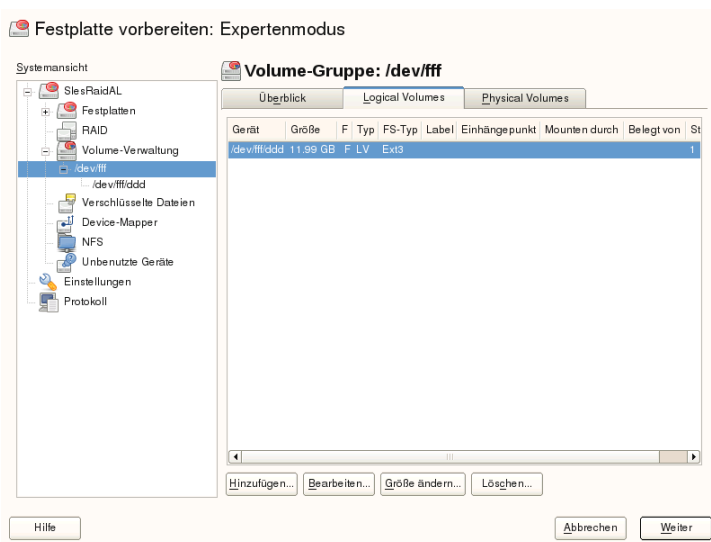 Festplatte vorbereiten: Expertenmodus
Systemansicht
SlesRaidAL
Festplatten
RAID
Volume-Verwaltung
/dev/fff
/dev/fff/ddd
Verschlüsselte Dateien
Device-Mapper
NFS
Unbenutzte Geräte
Einstellungen
Protokoll
Volume-Gruppe: /dev/fff
Überblick Logical Volumes Physical Volumes
Gerät Größe F Typ FS-Typ Label Einhängepunkt Mounten durch Belegt von St
/dev/fff/ddd 11.99 GB F LV Ext3 1
Hinzufügen... Bearbeiten... Größe ändern... Löschen...
Hilfe Abbrechen Weiter